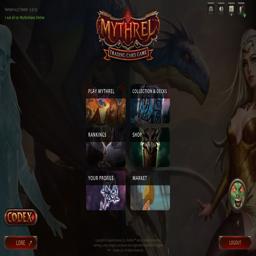 MYTHREL
TRADING CARD GAME
PLAY MYTHREL
COLLECTION & DECKS
RANKINGS
SHOP
YOUR PROFILE
MARKET
CODEX
LORE
LOGOUT